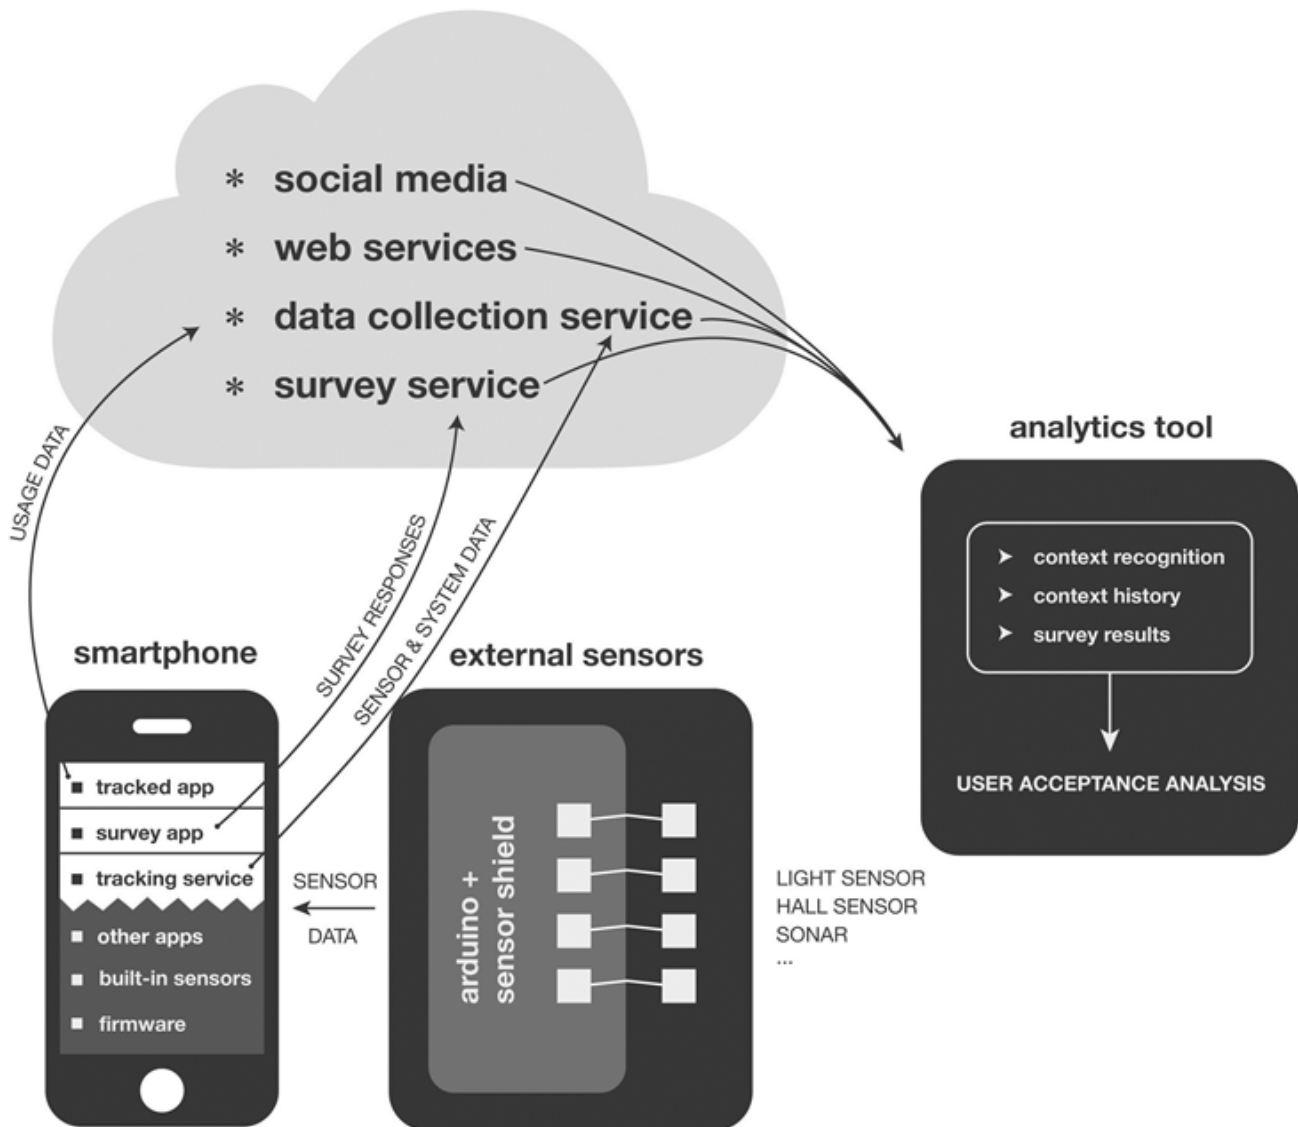 * social media
* web services
* data collection service
* survey service
USAGE DATA
SURVEY RESPONSES
SENSOR & SYSTEM DATA
smartphone
tracked app
survey app
tracking service
other apps
built-in sensors
firmware
SENSOR
DATA
external sensors
arduino +
sensor shield
LIGHT SENSOR
HALL SENSOR
SONAR
...
analytics tool
context recognition
context history
survey results
USER ACCEPTANCE ANALYSIS